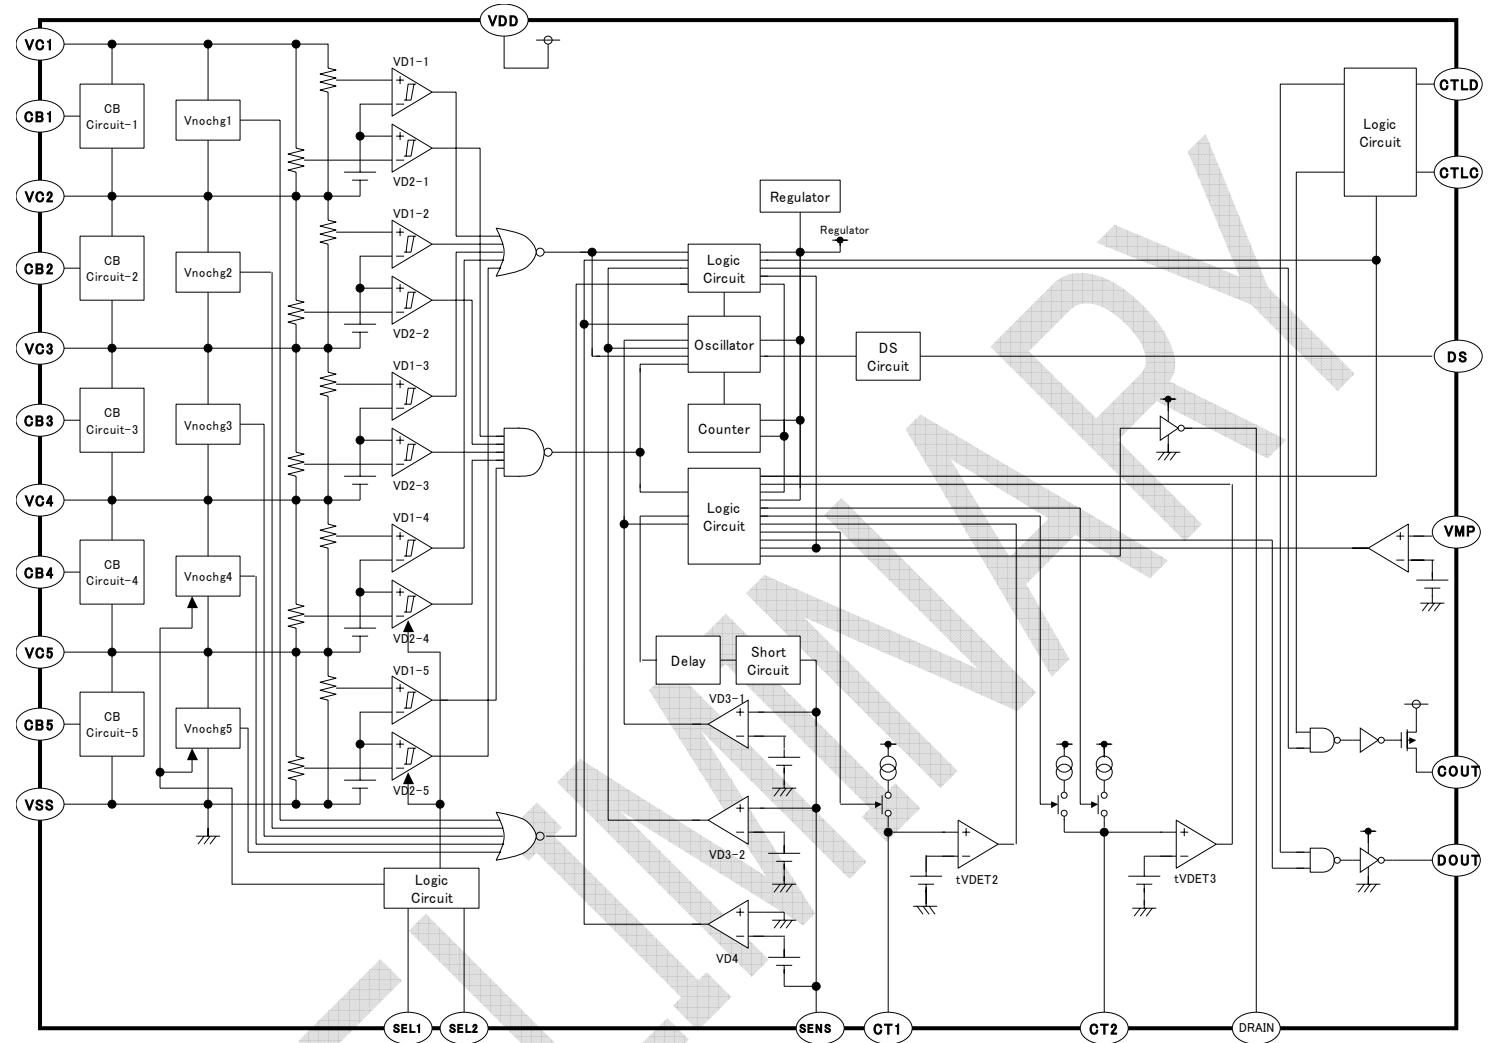 VDD
VC1
CB1
CB
Circuit-1
Vnochg1
VD1-1
VD2-1
VC2
CB2
CB
Circuit-2
Vnochg2
VD1-2
VD2-2
VC3
CB3
CB
Circuit-3
Vnochg3
VD1-3
VD2-3
VC4
CB4
CB
Circuit-4
Vnochg4
VD1-4
VD2-4
VC5
CB5
CB
Circuit-5
Vnochg5
VD1-5
VD2-5
VSS
Logic
Circuit
SEL1
SEL2
Regulator
Regulator
Logic
Circuit
Oscillator
Counter
Logic
Circuit
DS
Circuit
Delay
Short
Circuit
VD3-1
VD3-2
VD4
tVDET2
tVDET3
SENS
CT1
CT2
DRAIN
Logic
Circuit
CTLD
CTLC
DS
VMP
COUT
DOUT
LIMINARY